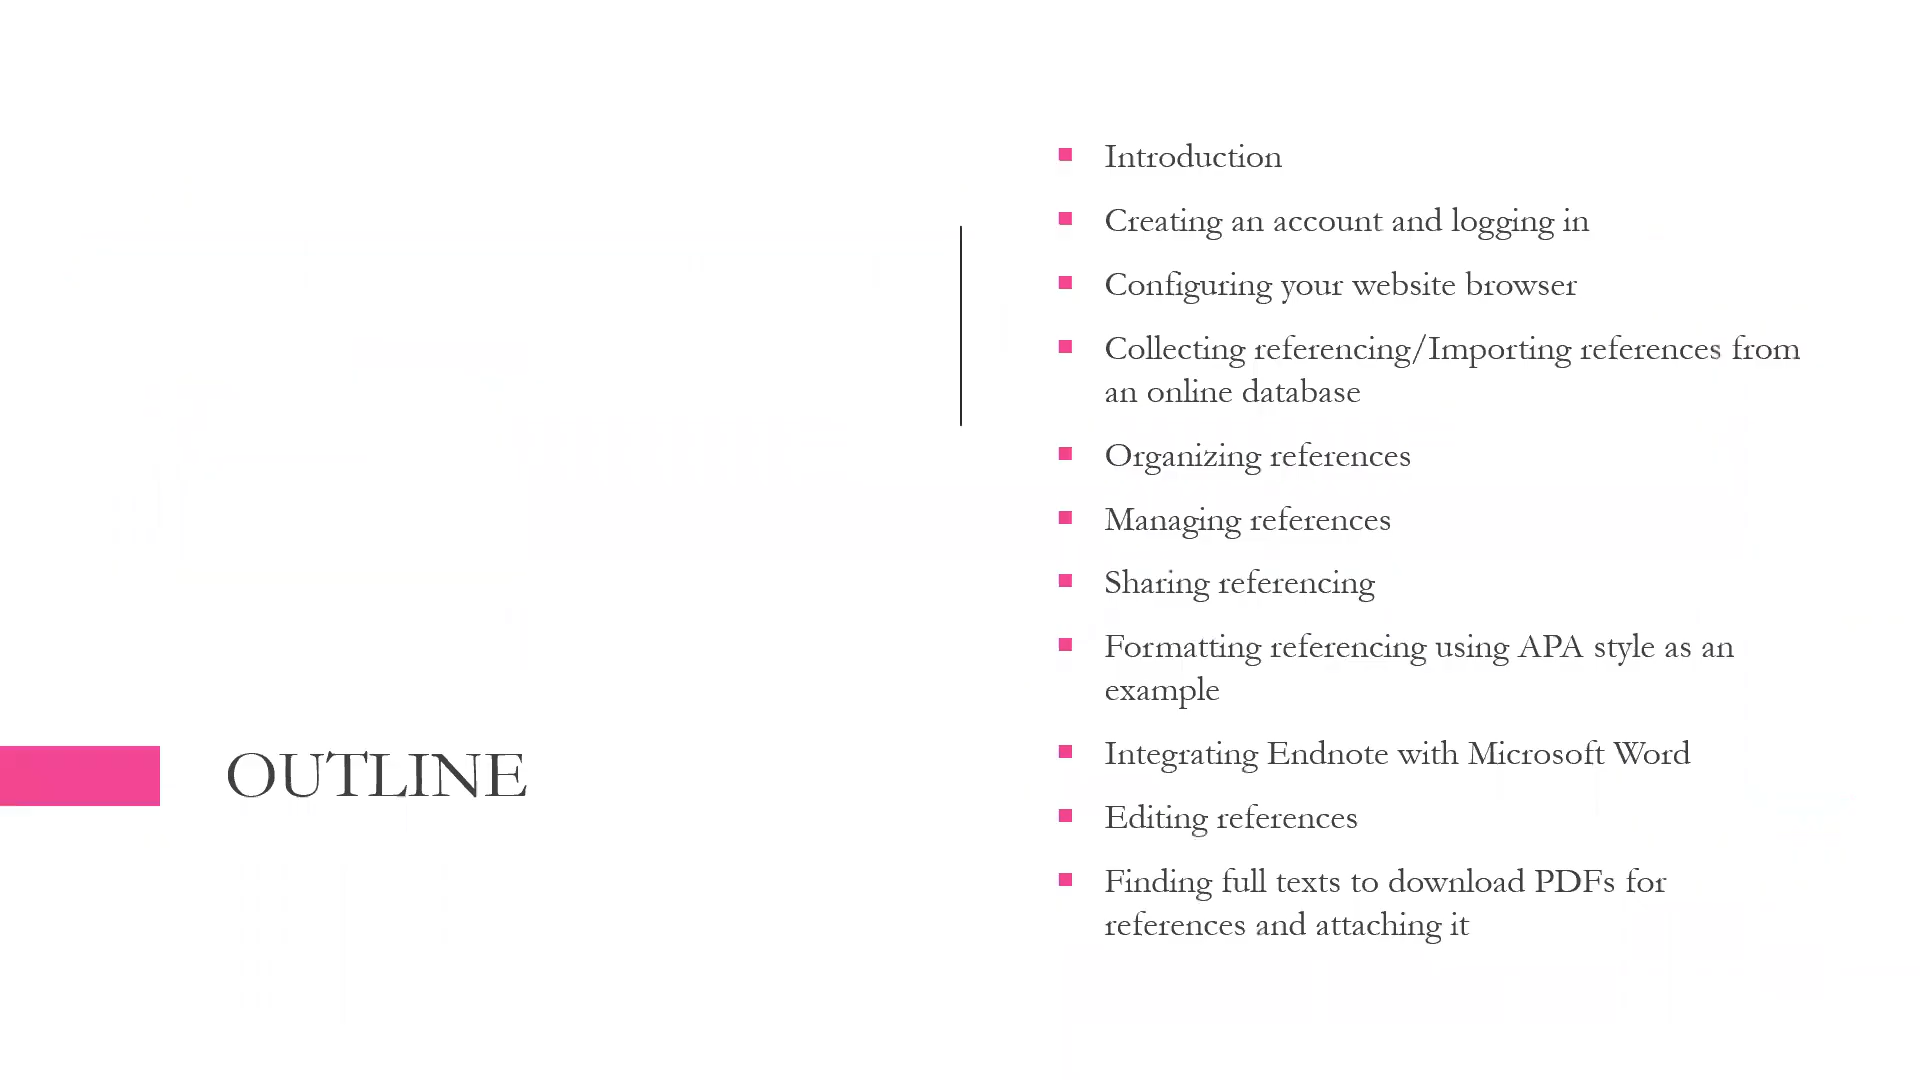 OUTLINE
Introduction
Creating an account and logging in
Configuring your website browser
Collecting referencing/Importing references from
an online database
Organizing references
Managing references
Sharing referencing
Formatting referencing using APA style as an
example
Integrating Endnote with Microsoft Word
Editing references
Finding full texts to download PDFs for
references and attaching it